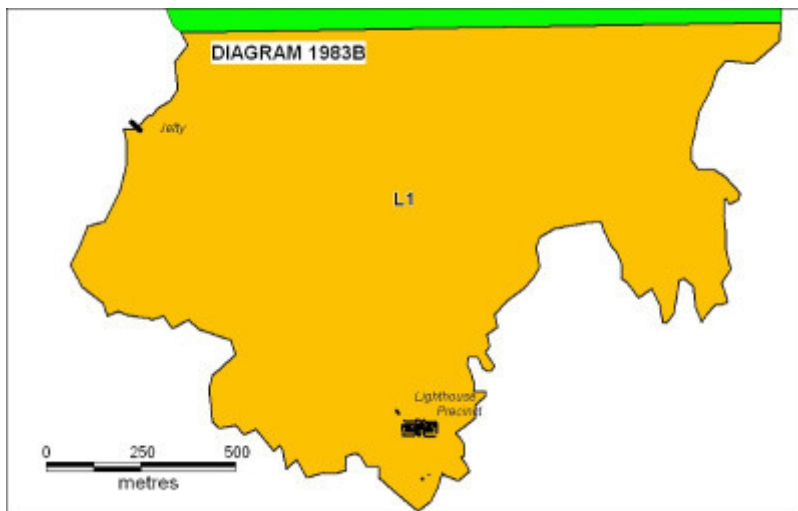 DIAGRAM 1983B
Jetty
L1
Lighthouse
Precinct
0 250 500
metres